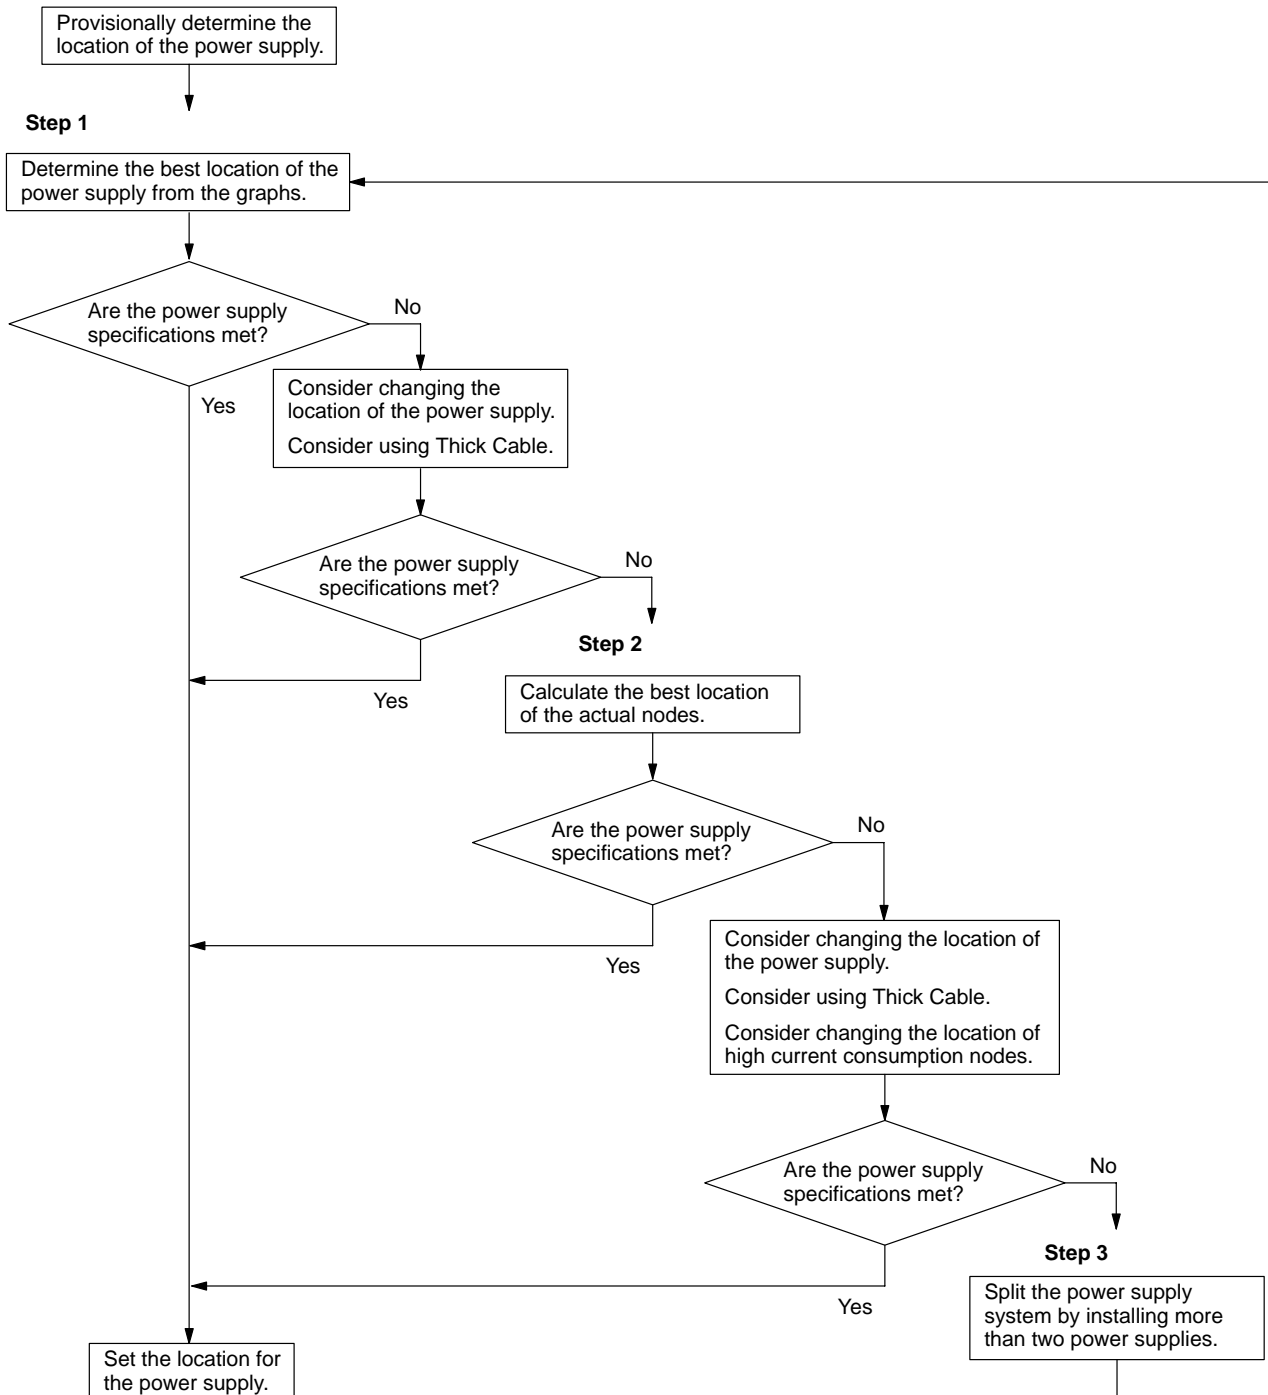 Provisionally determine the
location of the power supply.
Step 1
Determine the best location of the
power supply from the graphs.
Are the power supply
specifications met?
No
Yes
Consider changing the
location of the power supply.
Consider using Thick Cable.
Are the power supply
specifications met?
No
Yes
Step 2
Calculate the best location
of the actual nodes.
Are the power supply
specifications met?
No
Yes
Consider changing the location of
the power supply.
Consider using Thick Cable.
Consider changing the location of
high current consumption nodes.
Are the power supply
specifications met?
No
Yes
Step 3
Split the power supply
system by installing more
than two power supplies.
Set the location for
the power supply.